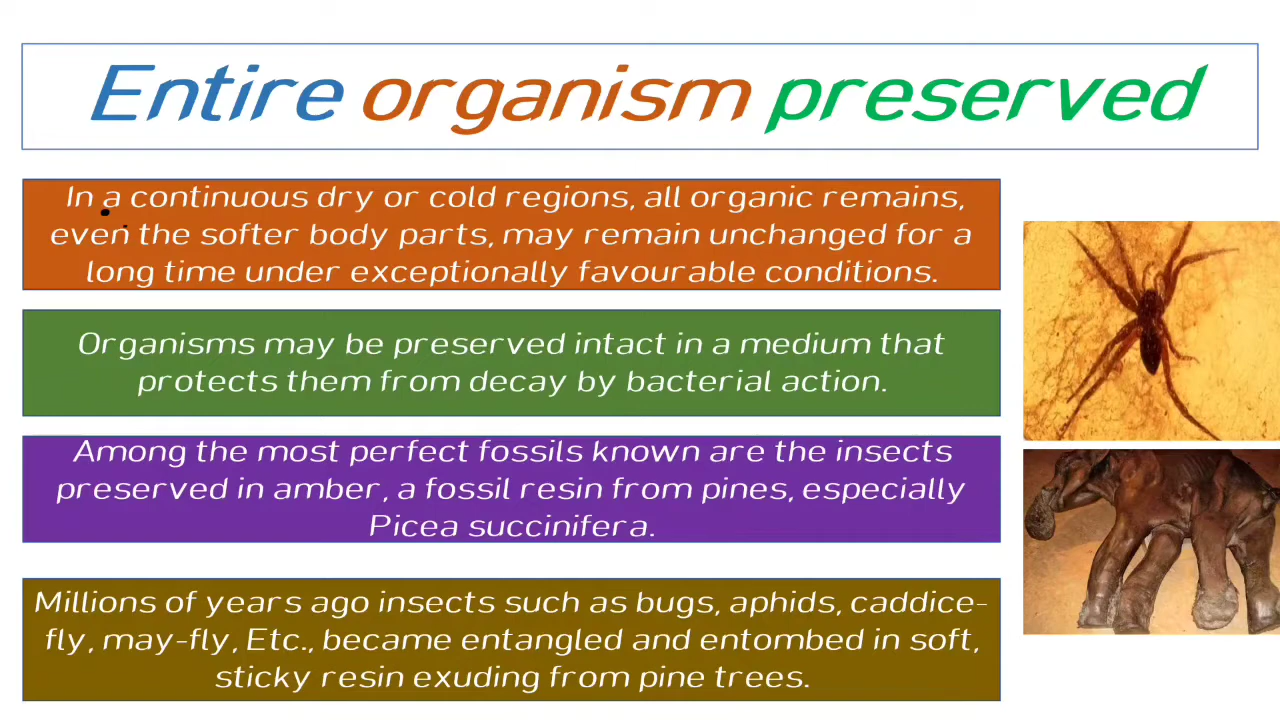 Entire organism preserved
In a continuous dry or cold regions, all organic remains,
even the softer body parts, may remain unchanged for a
long time under exceptionally favourable conditions.
Organisms may be preserved intact in a medium that
protects them from decay by bacterial action.
Among the most perfect fossils known are the insects
preserved in amber, a fossil resin from pines, especially
Picea succinifera.
Millions of years ago insects such as bugs, aphids, caddice-
fly, may-fly, Etc., became entangled and entombed in soft,
sticky resin exuding from pine trees.